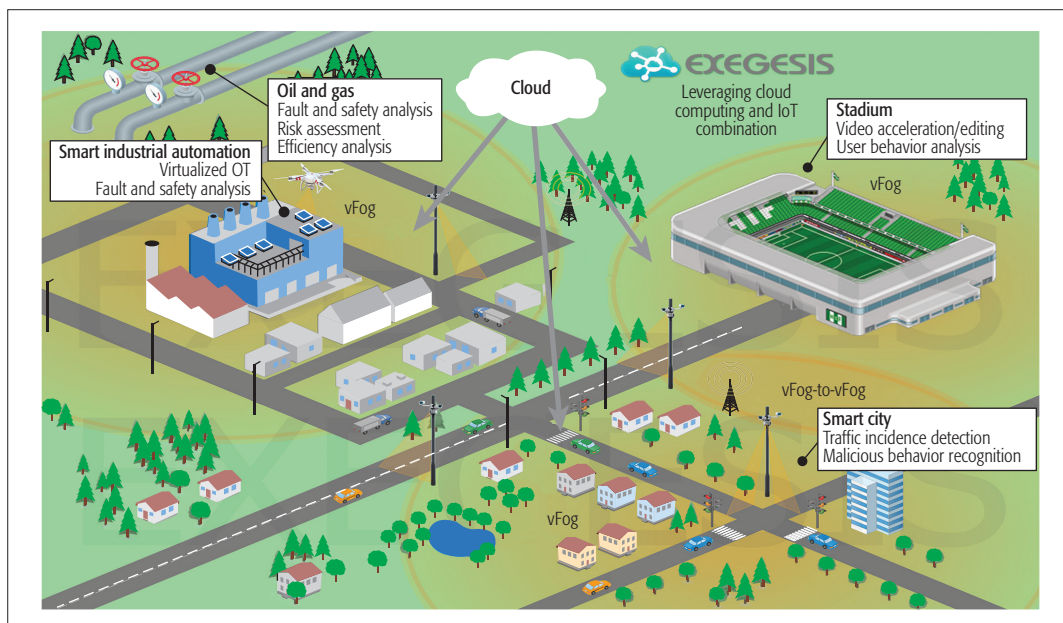 Cloud
EXEGESIS
Leveraging cloud
computing and IoT
combination
Oil and gas
Fault and safety analysis
Risk assessment
Efficiency analysis
Stadium
Video acceleration/editing
User behavior analysis
Smart industrial automation
Virtualized OT
Fault and safety analysis
vFog
vFog
vFog-to-vFog
Smart city
Traffic incidence detection
Malicious behavior recognition
vFog
EXEGESIS
EXEGESIS